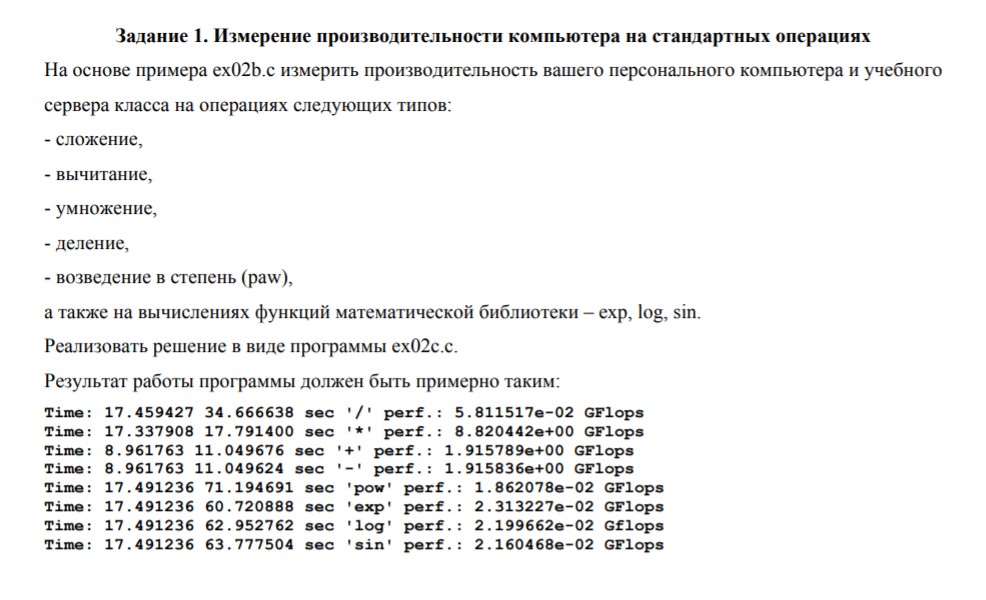 Задание 1. Измерение производительности компьютера на стандартных операциях
На основе примера ex02b.c измерить производительность вашего персонального компьютера и учебного
сервера класса на операциях следующих типов:
- сложение,
- вычитание,
- умножение,
- деление,
- возведение в степень (paw),
а также на вычислениях функций математической библиотеки – exp, log, sin.
Реализовать решение в виде программы ex02c.c.
Результат работы программы должен быть примерно таким:
Time: 17.459427 34.666638 sec '/' perf.: 5.811517e-02 GFlops
Time: 17.337908 17.791400 sec '*' perf.: 8.820442e+00 GFlops
Time: 8.961763 11.049676 sec '+' perf.: 1.915789e+00 GFlops
Time: 8.961763 11.049624 sec '-' perf.: 1.915836e+00 GFlops
Time: 17.491236 71.194691 sec 'pow' perf.: 1.862078e-02 GFlops
Time: 17.491236 60.720888 sec 'exp' perf.: 2.313227e-02 GFlops
Time: 17.491236 62.952762 sec 'log' perf.: 2.199662e-02 Gflops
Time: 17.491236 63.777504 sec 'sin' perf.: 2.160468e-02 GFlops